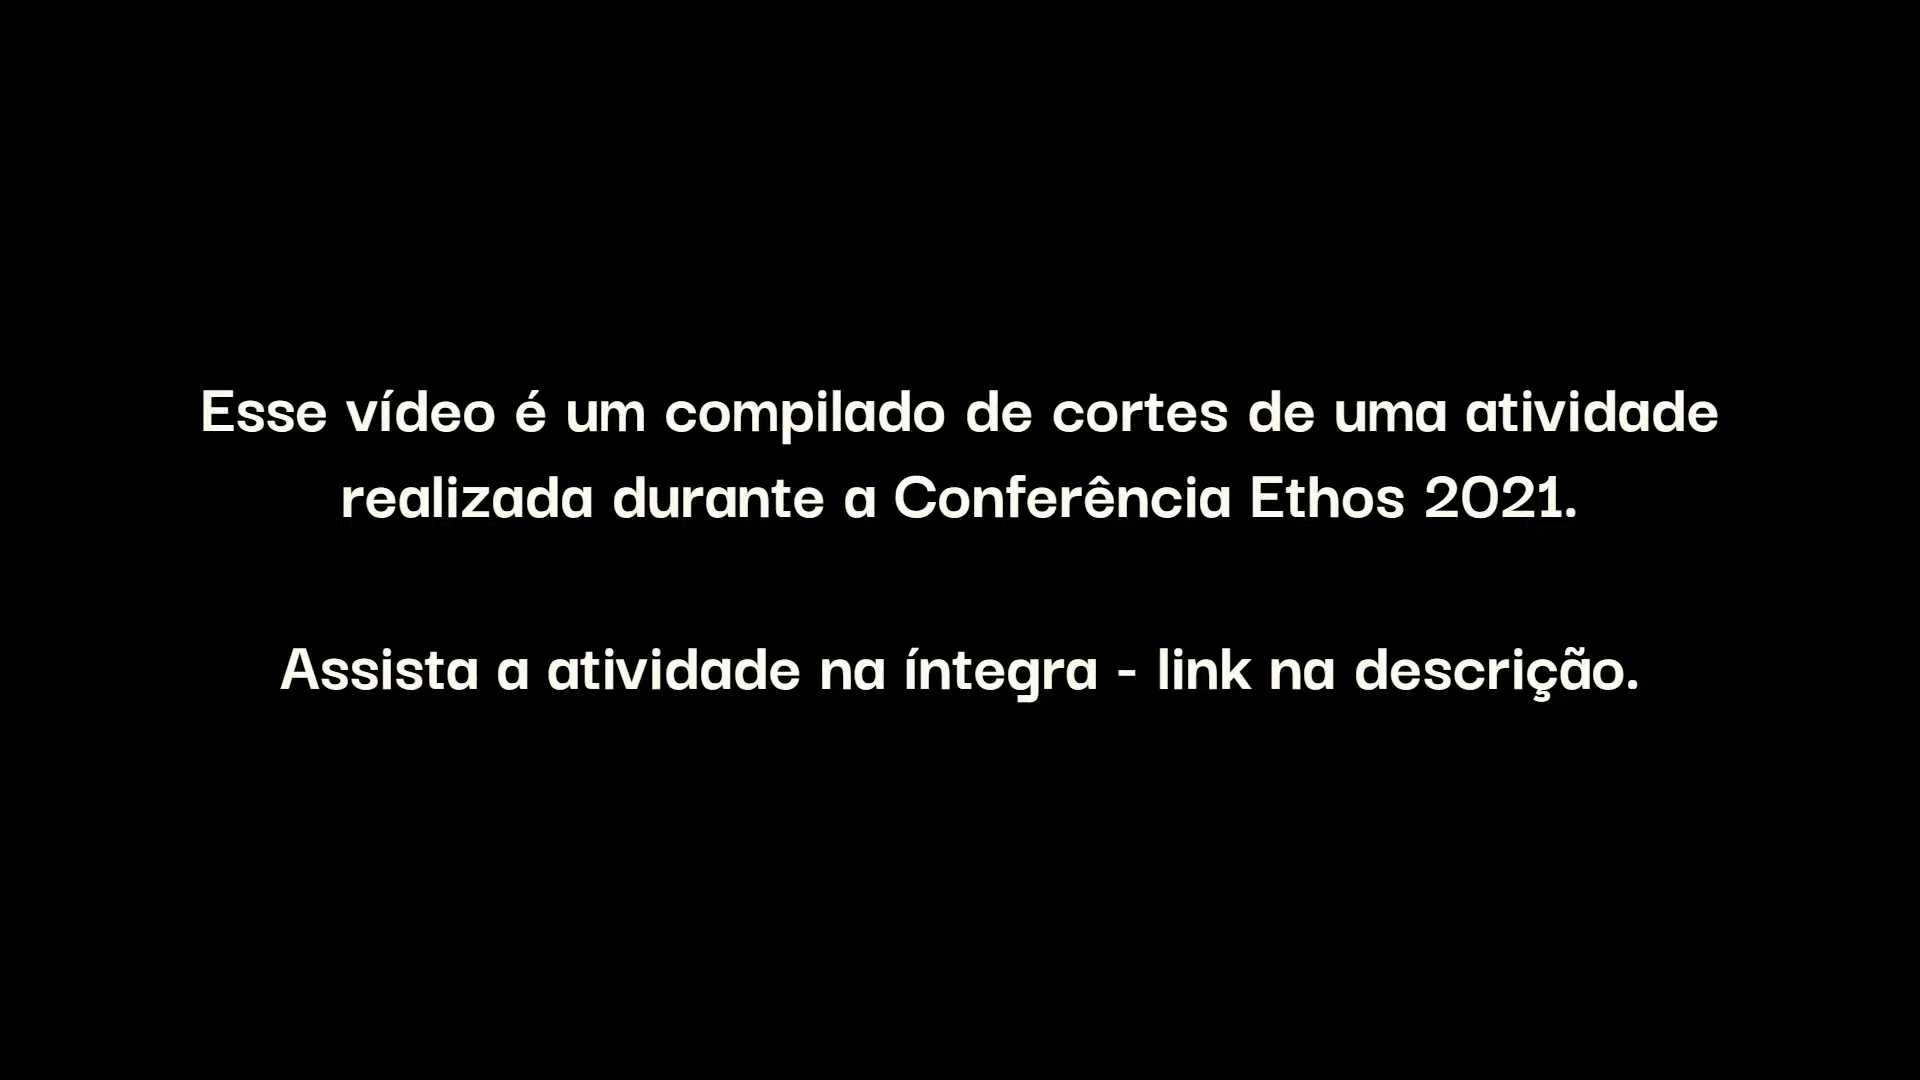 Esse vídeo é um compilado de cortes de uma atividade
realizada durante a Conferência Ethos 2021.
Assista a atividade na íntegra - link na descrição.